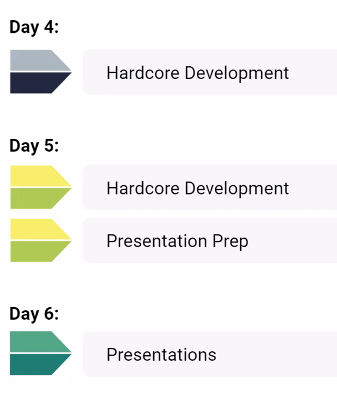 Day 4:
Hardcore Development
Day 5:
Hardcore Development
Presentation Prep
Day 6:
Presentations